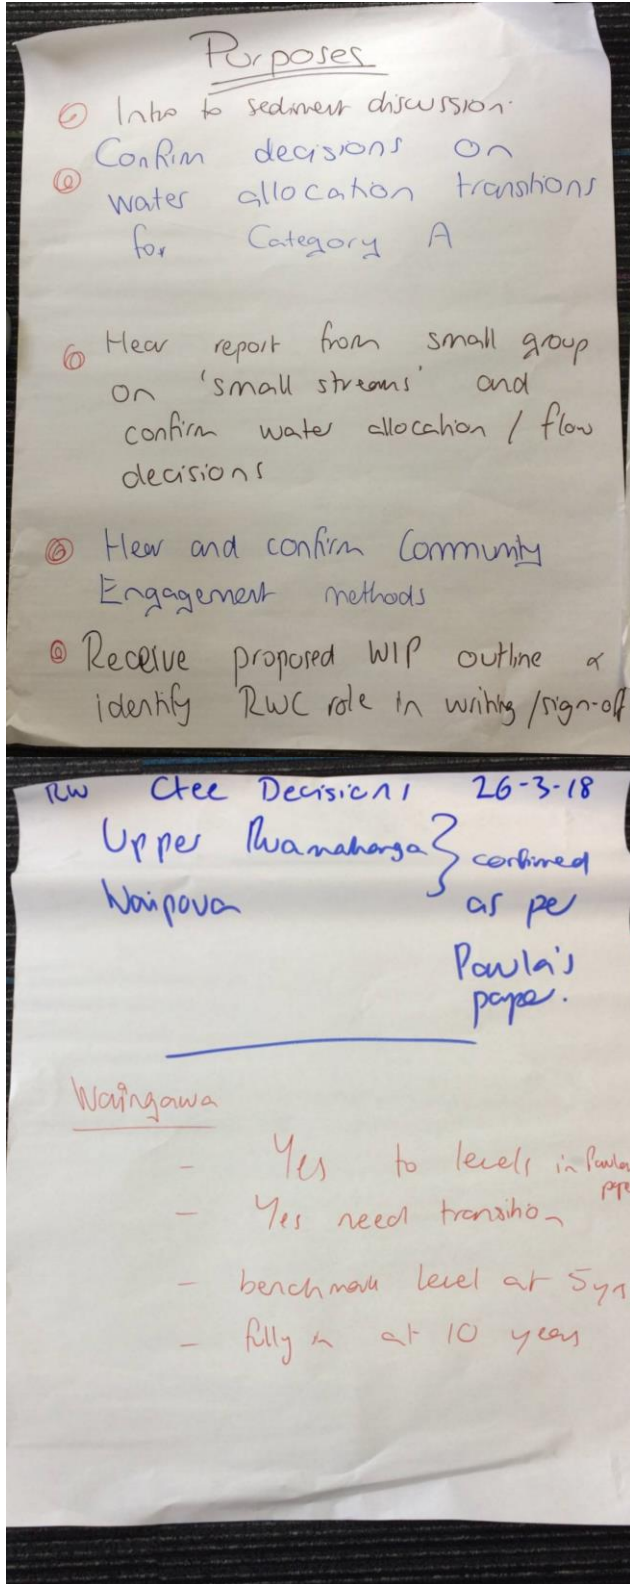 Purposes
Intro to sediment discussion.
Confirm decisions on
water allocation transitions
for Category A
Hear report from small group
on 'small streams' and
confirm water allocation / flow
decisions
Hear and confirm Community
Engagement methods
Receive proposed WIP outline &
identify RWC role in writing/sign-off
RW Ctee Decisions 26-3-18
Upper Ruamahanga } confirmed
Waipoua as per
Paula's
paper.
Waingawa
- Yes to levels in Paula's
paper
- Yes need transition
- benchmark level at 5yrs
- fully in at 10 years